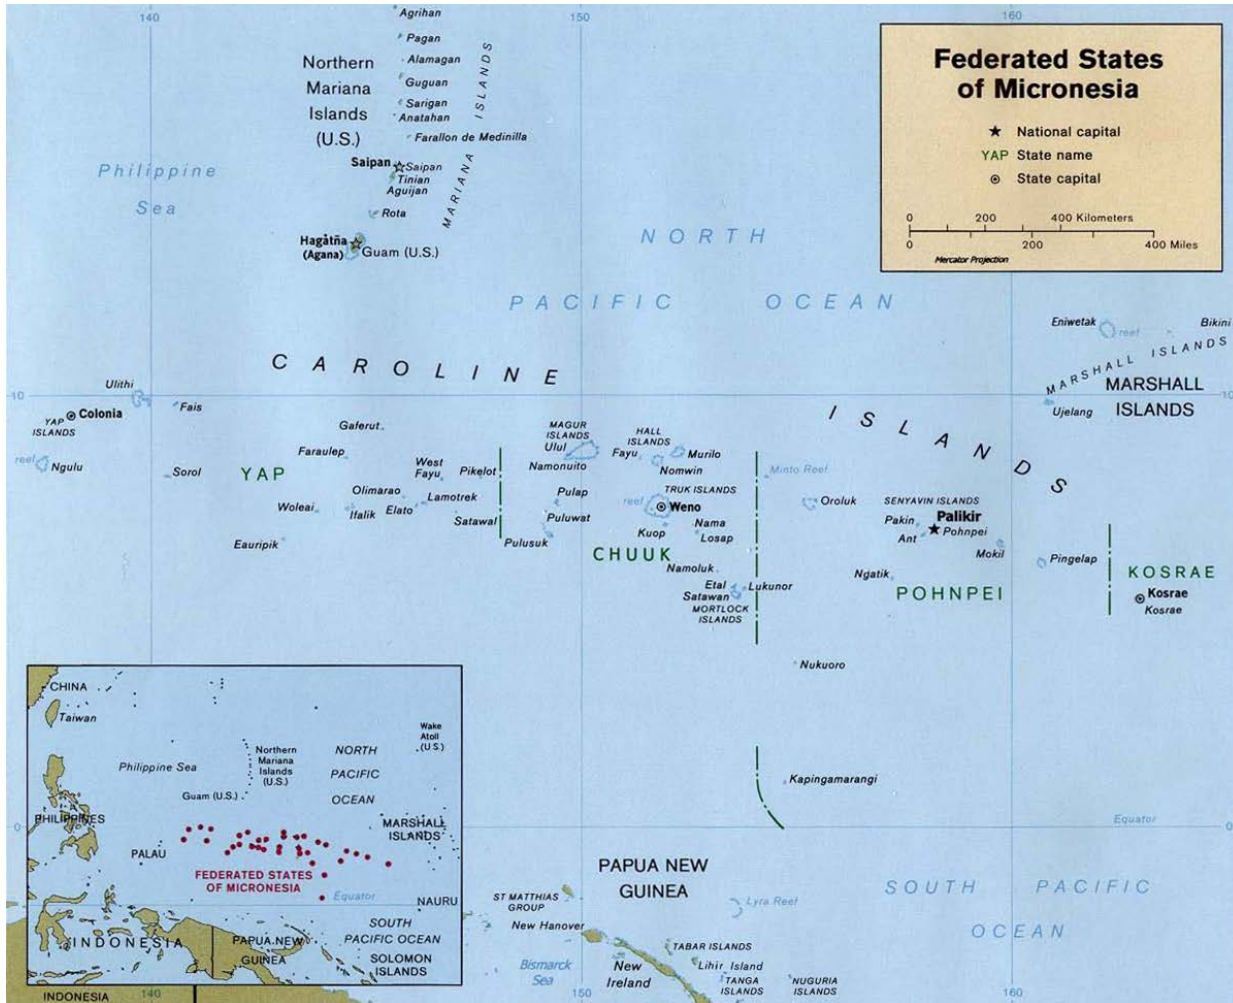 140
150
160
Agrihan
Pagan
Alamagan
Guguan
Sarigan
Anatahan
Farallon de Medinilla
Northern
Mariana
Islands
(U.S.)
MARIANA ISLANDS
Saipan
Saipan
Tinian
Aguijan
Rota
Hagåtña
(Agana)
Guam (U.S.)
Philippine
Sea
Federated States
of Micronesia
National capital
YAP State name
State capital
0 200 400 Kilometers
0 200 400 Miles
Mercator Projection
NORTH
PACIFIC OCEAN
CAROLINE
ISLANDS
Eniwetak
reef
Bikini
MARSHALL ISLANDS
MARSHALL
ISLANDS
Ujelang
10
10
Ulithi
Colonia
YAP
ISLANDS
Fais
reef
Ngulu
Sorol
YAP
Gaferut
Faraulep
West
Fayu
Pikelot
Olimarao
Lamotrek
Woleai
Ifalik
Elato
Satawal
Eauripik
MAGUR
ISLANDS
Ulul
Namonuito
HALL
ISLANDS
Fayu
Murilo
Nomwin
Pulap
Puluwat
Pulusuk
TRUK ISLANDS
reef
Weno
Kuop
Nama
Losap
CHUUK
Namoluk
Etal
Lukunor
Satawan
MORTLOCK
ISLANDS
Minto Reef
Oroluk
SENYAVIN ISLANDS
Palikir
Pakin
Pohnpei
Ant
Mokil
Ngatik
Pingelap
POHNPEI
KOSRAE
Kosrae
Kosrae
Nukuoro
Kapingamarangi
0
Equator
0
PAPUA NEW
GUINEA
SOUTH PACIFIC
OCEAN
ST MATTHIAS
GROUP
New Hanover
Lyra Reef
TABAR ISLANDS
Bismarck
Sea
New
Ireland
Lihir Island
TANGA
ISLANDS
NUGURIA
ISLANDS
CHINA
Taiwan
Wake
Atoll
(U.S.)
Philippine Sea
Northern
Mariana
Islands
(U.S.)
NORTH
PACIFIC
OCEAN
Guam (U.S.)
PHILIPPINES
MARSHALL
ISLANDS
PALAU
FEDERATED STATES
OF MICRONESIA
Equator
NAURU
INDONESIA
PAPUA NEW
GUINEA
SOUTH
PACIFIC OCEAN
SOLOMON
ISLANDS
INDONESIA
140
150
160